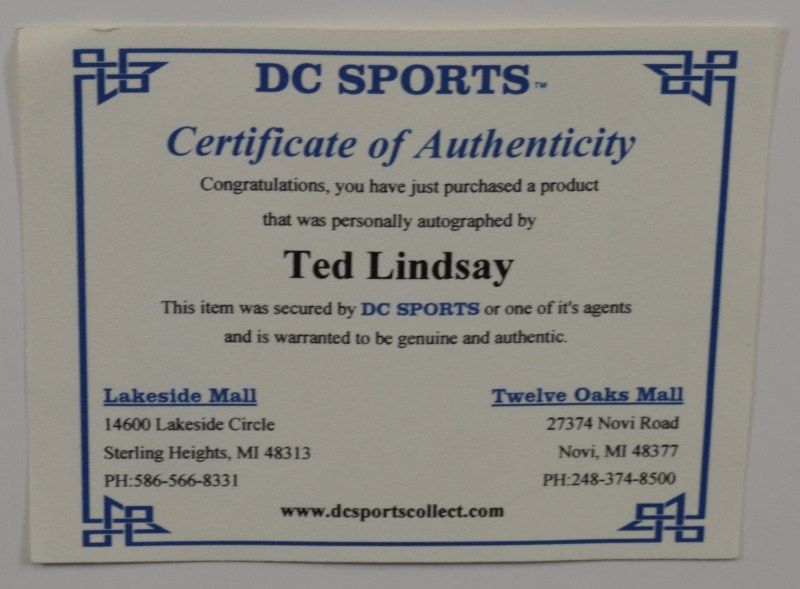 DC SPORTS™
Certificate of Authenticity
Congratulations, you have just purchased a product
that was personally autographed by
Ted Lindsay
This item was secured by DC SPORTS or one of it's agents
and is warranted to be genuine and authentic.
Lakeside Mall
14600 Lakeside Circle
Sterling Heights, MI 48313
PH:586-566-8331
Twelve Oaks Mall
27374 Novi Road
Novi, MI 48377
PH:248-374-8500
www.dcsportscollect.com